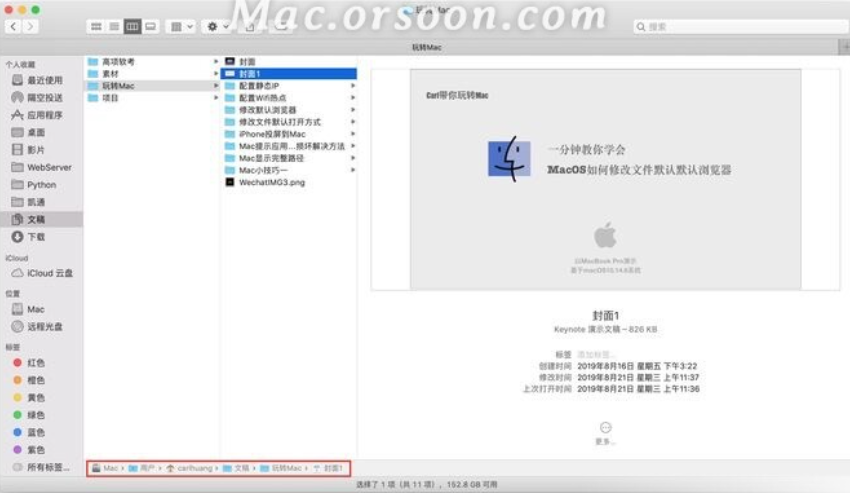 Mac.orsoon.com
玩转Mac
搜索
玩转Mac
个人收藏
最近使用
隔空投送
应用程序
桌面
影片
WebServer
Python
凯通
文稿
下载
iCloud
iCloud 云盘
位置
Mac
远程光盘
标签
红色
橙色
黄色
绿色
蓝色
紫色
所有标签...
高项软考
素材
玩转Mac
项目
封面
封面1
配置静态IP
配置Wifi热点
修改默认浏览器
修改文件默认打开方式
iPhone投屏到Mac
Mac提示应用...损坏解决方法
Mac显示完整路径
Mac小技巧一
WechatIMG3.png
Carl带你玩转Mac
一分钟教你学会
MacOS如何修改文件默认默认浏览器
以MacBook Pro演示
基于macOS10.14.6系统
封面1
Keynote 演示文稿 - 826 KB
标签 添加标签...
创建时间 2019年8月16日 星期五 下午3:22
修改时间 2019年8月21日 星期三 上午11:37
上次打开时间 2019年8月21日 星期三 上午11:36
更多...
Mac › 用户 › carlhuang › 文稿 › 玩转Mac › 封面1
选择了 1 项（共 11 项），152.8 GB 可用